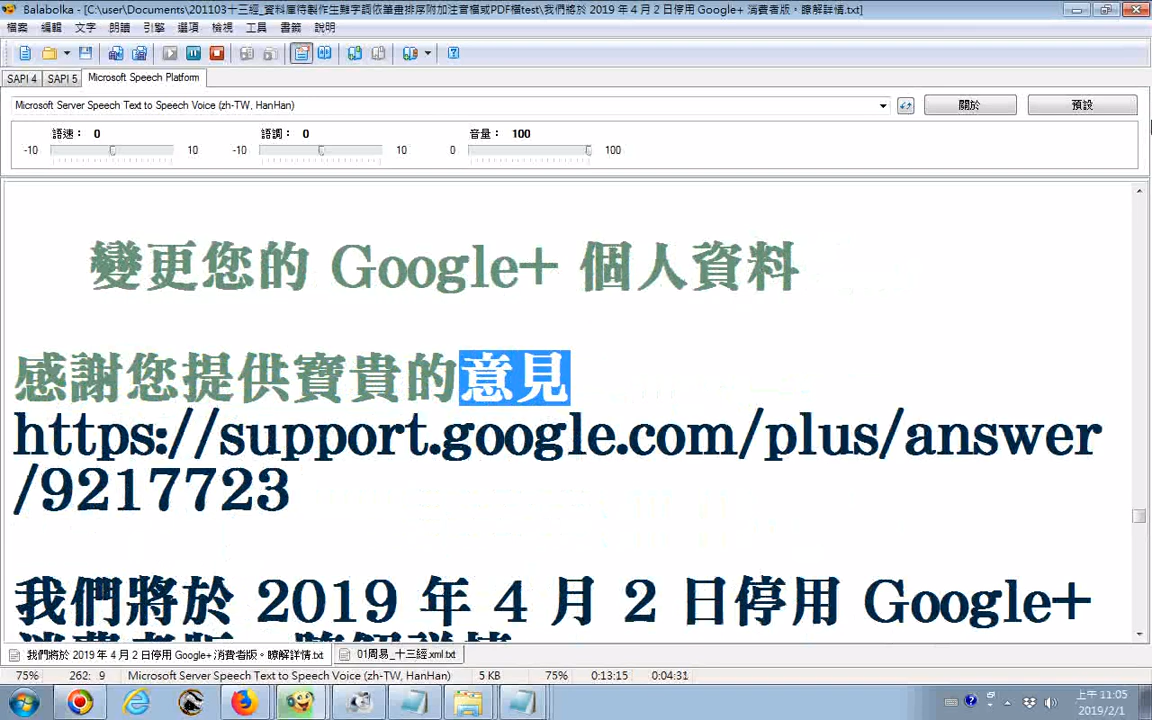 Balabolka - [C:\user\Documents\201103十三經_資料庫待製作生難字詞依筆畫排序附加注音檔或PDF檔test\我們將於 2019 年 4 月 2 日停用 Google+ 消費者版。瞭解詳情.txt]
檔案 編輯 文字 朗讀 引擎 選項 檢視 工具 書籤 說明
SAPI 4 SAPI 5 Microsoft Speech Platform
Microsoft Server Speech Text to Speech Voice (zh-TW, HanHan) 關於 預設
語速： 0 語調： 0 音量： 100
-10 10 -10 10 0 100
變更您的 Google+ 個人資料
感謝您提供寶貴的意見
https://support.google.com/plus/answer
/9217723
我們將於 2019 年 4 月 2 日停用 Google+
消費者版。瞭解詳情
我們將於 2019 年 4 月 2 日停用 Google+ 消費者版。瞭解詳情.txt 01周易_十三經.xml.txt
75% 262: 9 Microsoft Server Speech Text to Speech Voice (zh-TW, HanHan) 5 KB 75% 0:13:15 0:04:31
上午 11:05
2019/2/1